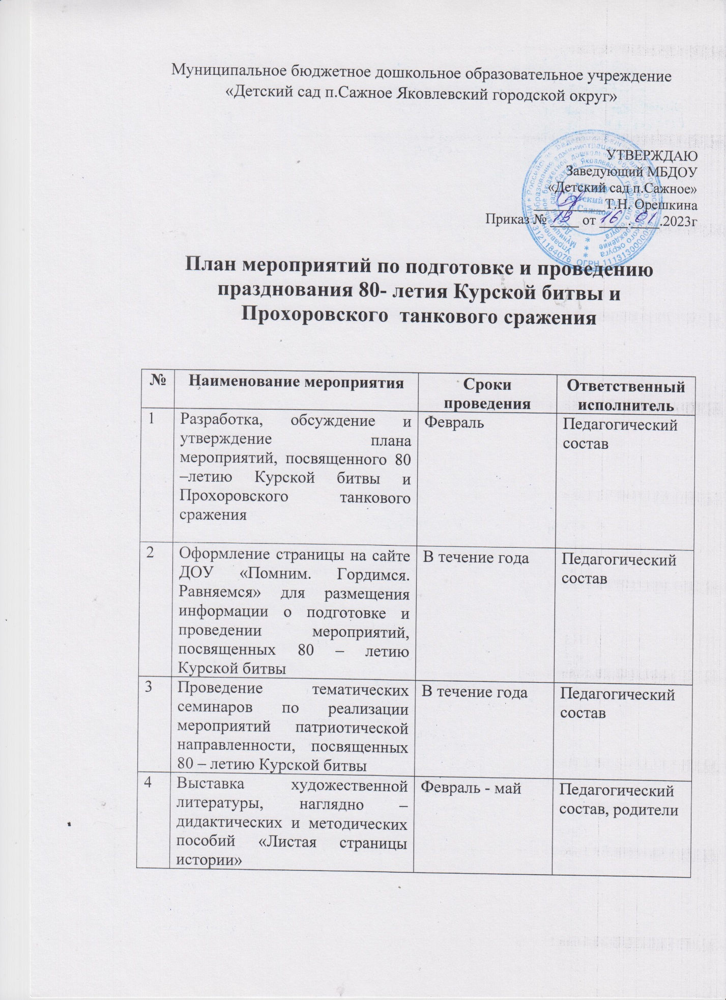 Муниципальное бюджетное дошкольное образовательное учреждение
«Детский сад п.Сажное Яковлевский городской округ»
УТВЕРЖДАЮ
Заведующий МБДОУ
«Детский сад п.Сажное»
__________Т.Н. Орешкина
Приказ № 13 от 16.01.2023г
План мероприятий по подготовке и проведению
празднования 80- летия Курской битвы и
Прохоровского танкового сражения
№ Наименование мероприятия Сроки Ответственный
проведения исполнитель
1 Разработка, обсуждение и Февраль Педагогический
утверждение плана состав
мероприятий, посвященного 80
–летию Курской битвы и
Прохоровского танкового
сражения
2 Оформление страницы на сайте В течение года Педагогический
ДОУ «Помним. Гордимся. состав
Равняемся» для размещения
информации о подготовке и
проведении мероприятий,
посвященных 80 – летию
Курской битвы
3 Проведение тематических В течение года Педагогический
семинаров по реализации состав
мероприятий патриотической
направленности, посвященных
80 – летию Курской битвы
4 Выставка художественной Февраль - май Педагогический
литературы, наглядно – состав, родители
дидактических и методических
пособий «Листая страницы
истории»